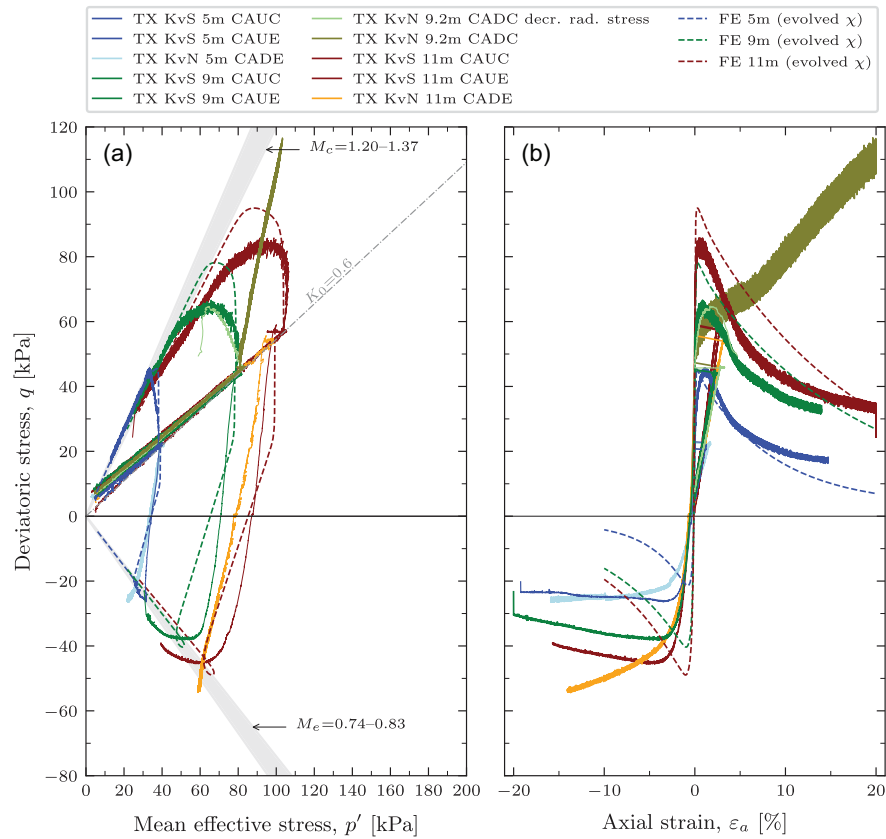 TX KvS 5m CAUC
TX KvS 5m CAUE
TX KvN 5m CADE
TX KvS 9m CAUC
TX KvS 9m CAUE
TX KvN 9.2m CADC decr. rad. stress
TX KvN 9.2m CADC
TX KvS 11m CAUC
TX KvS 11m CAUE
TX KvN 11m CADE
FE 5m (evolved χ)
FE 9m (evolved χ)
FE 11m (evolved χ)
(a)
M_c=1.20–1.37
K_0=0.6
M_e=0.74–0.83
120
100
80
60
40
20
0
−20
−40
−60
−80
Deviatoric stress, q [kPa]
0 20 40 60 80 100 120 140 160 180 200
Mean effective stress, p′ [kPa]
(b)
−20 −10 0 10 20
Axial strain, ε_a [%]